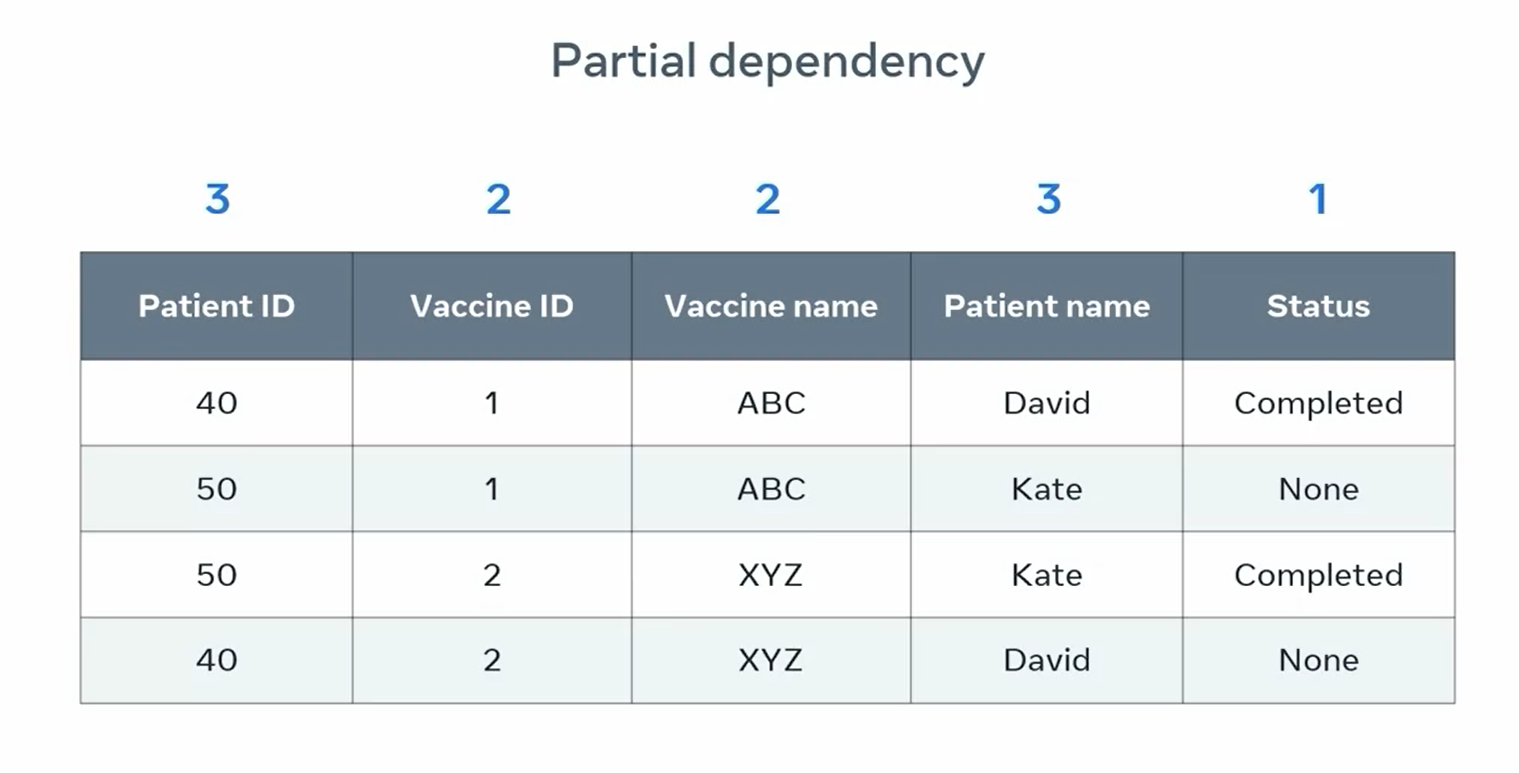 Partial dependency
3 2 2 3 1
Patient ID Vaccine ID Vaccine name Patient name Status
40 1 ABC David Completed
50 1 ABC Kate None
50 2 XYZ Kate Completed
40 2 XYZ David None